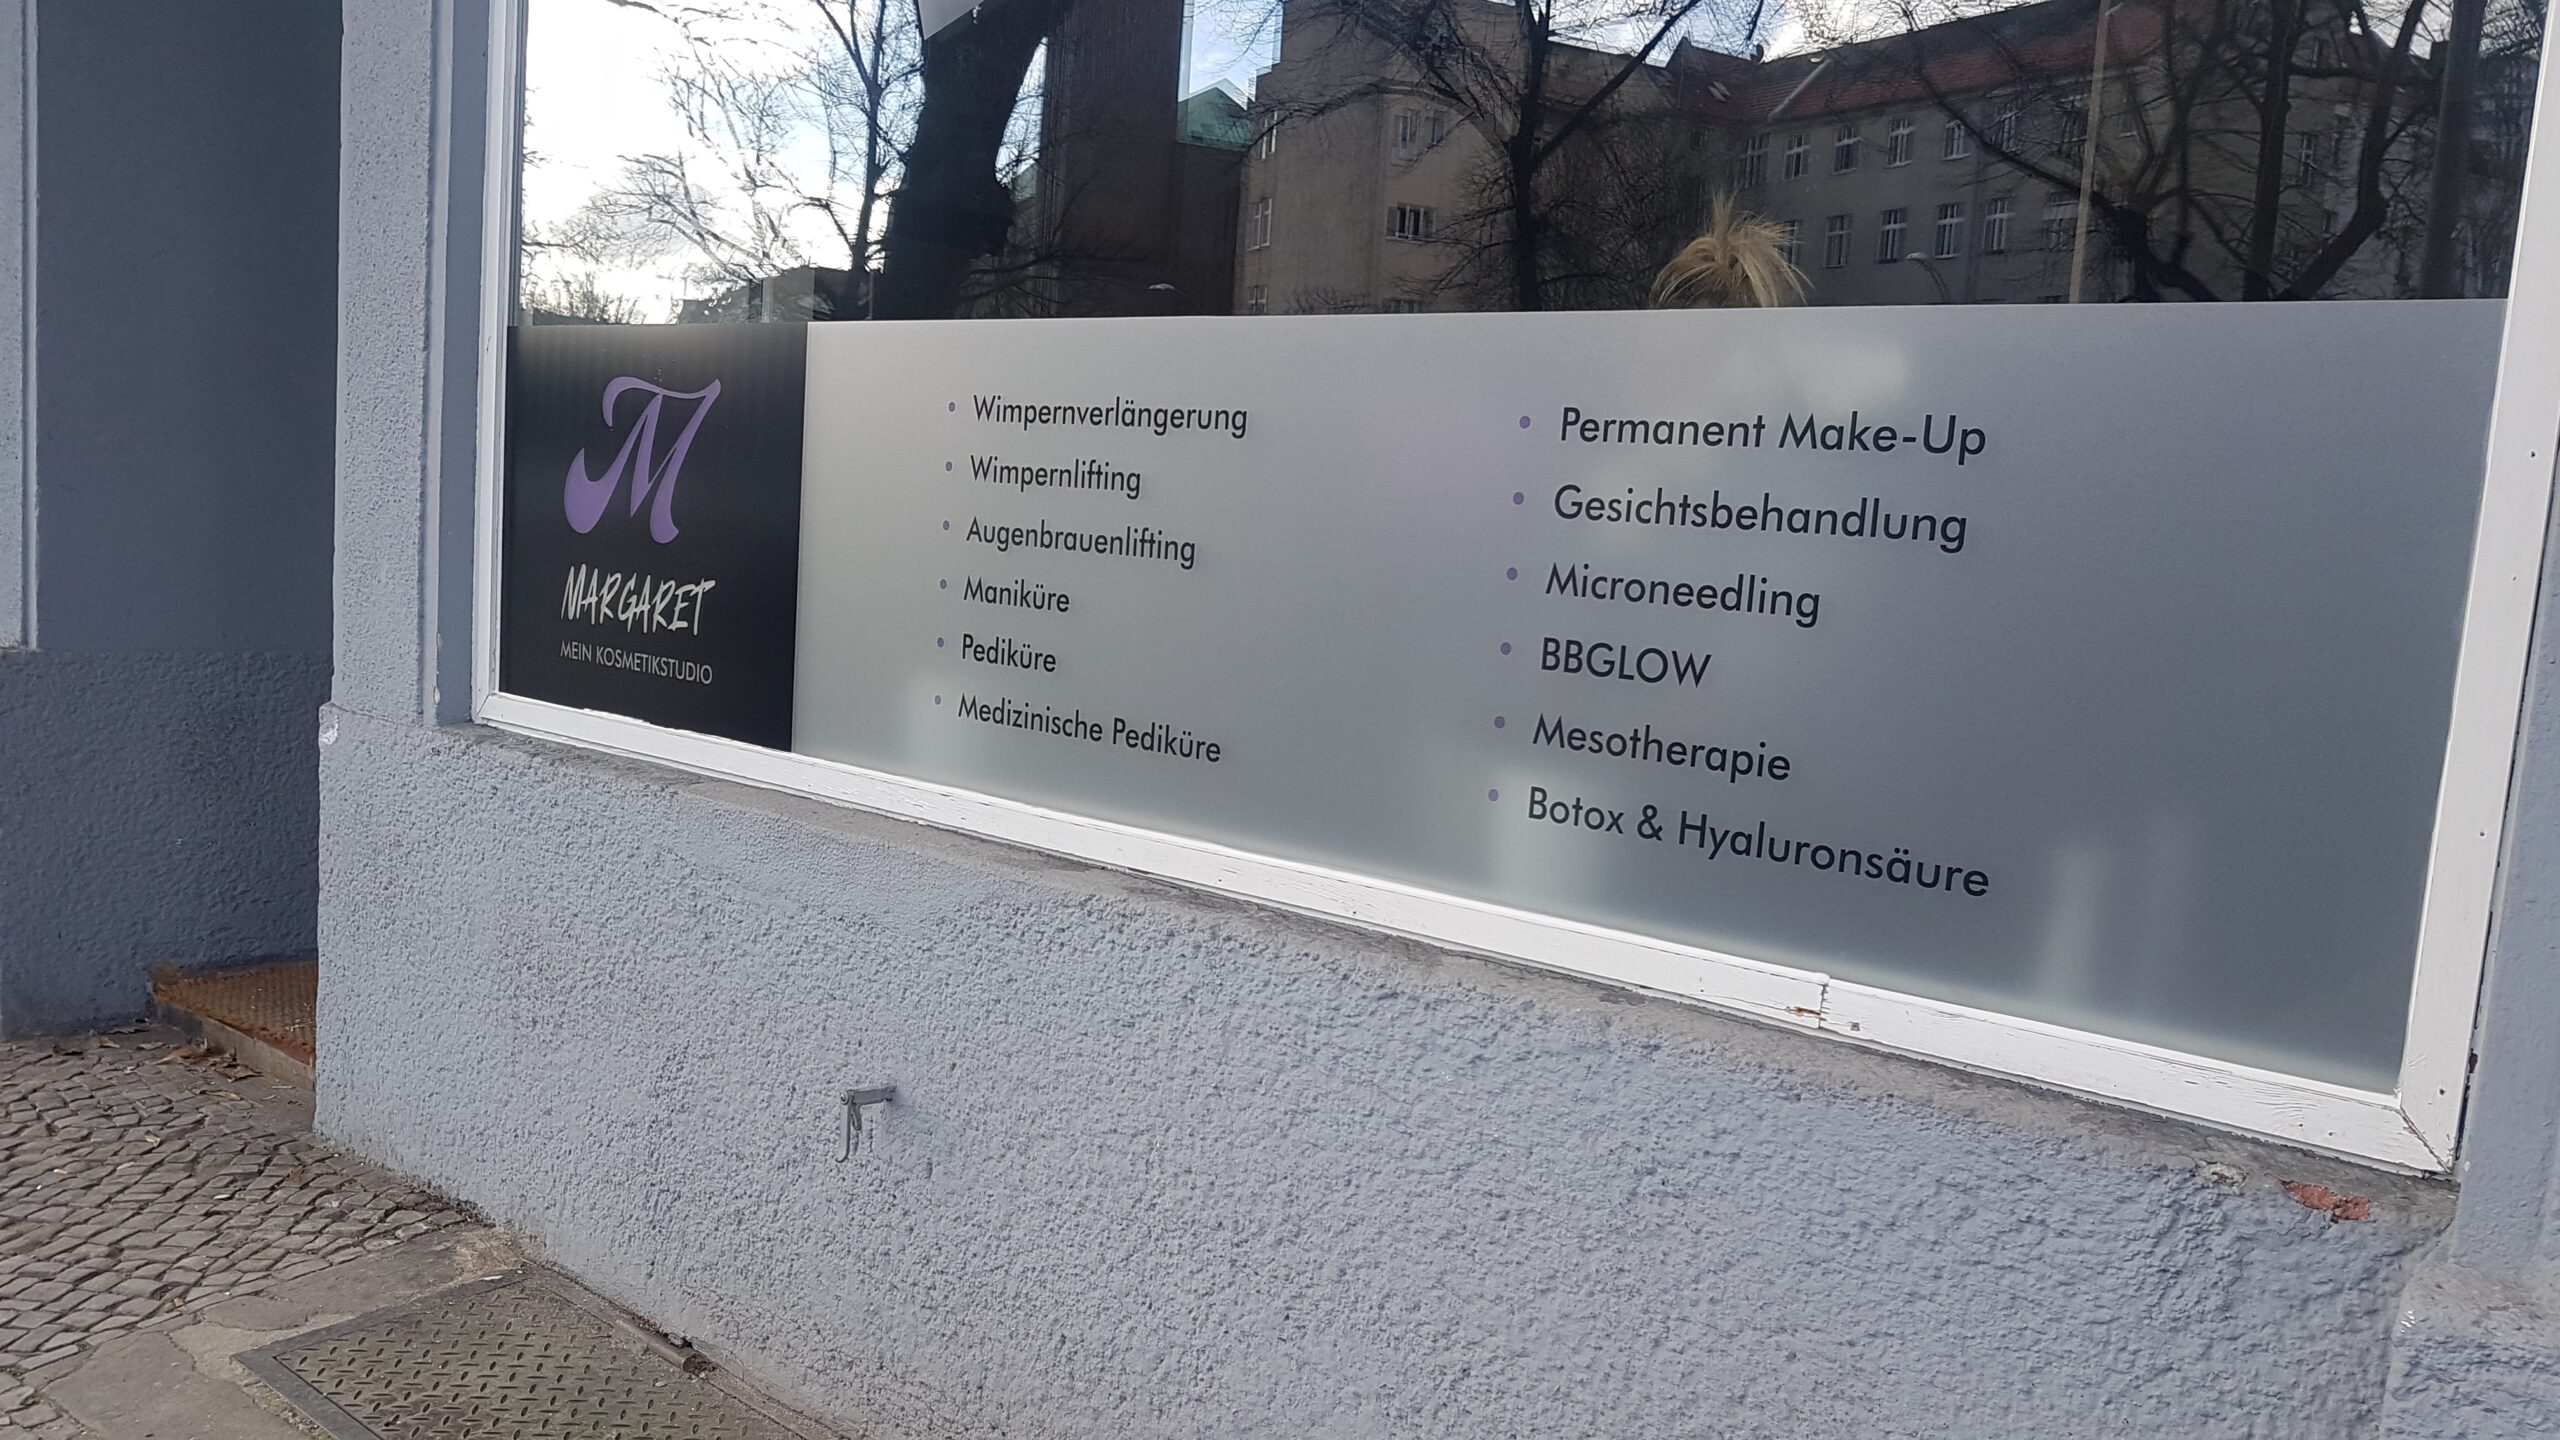 M
MARGARET
MEIN KOSMETIKSTUDIO
• Wimpernverlängerung
• Wimpernlifting
• Augenbrauenlifting
• Maniküre
• Pediküre
• Medizinische Pediküre
• Permanent Make-Up
• Gesichtsbehandlung
• Microneedling
• BBGLOW
• Mesotherapie
• Botox & Hyaluronsäure